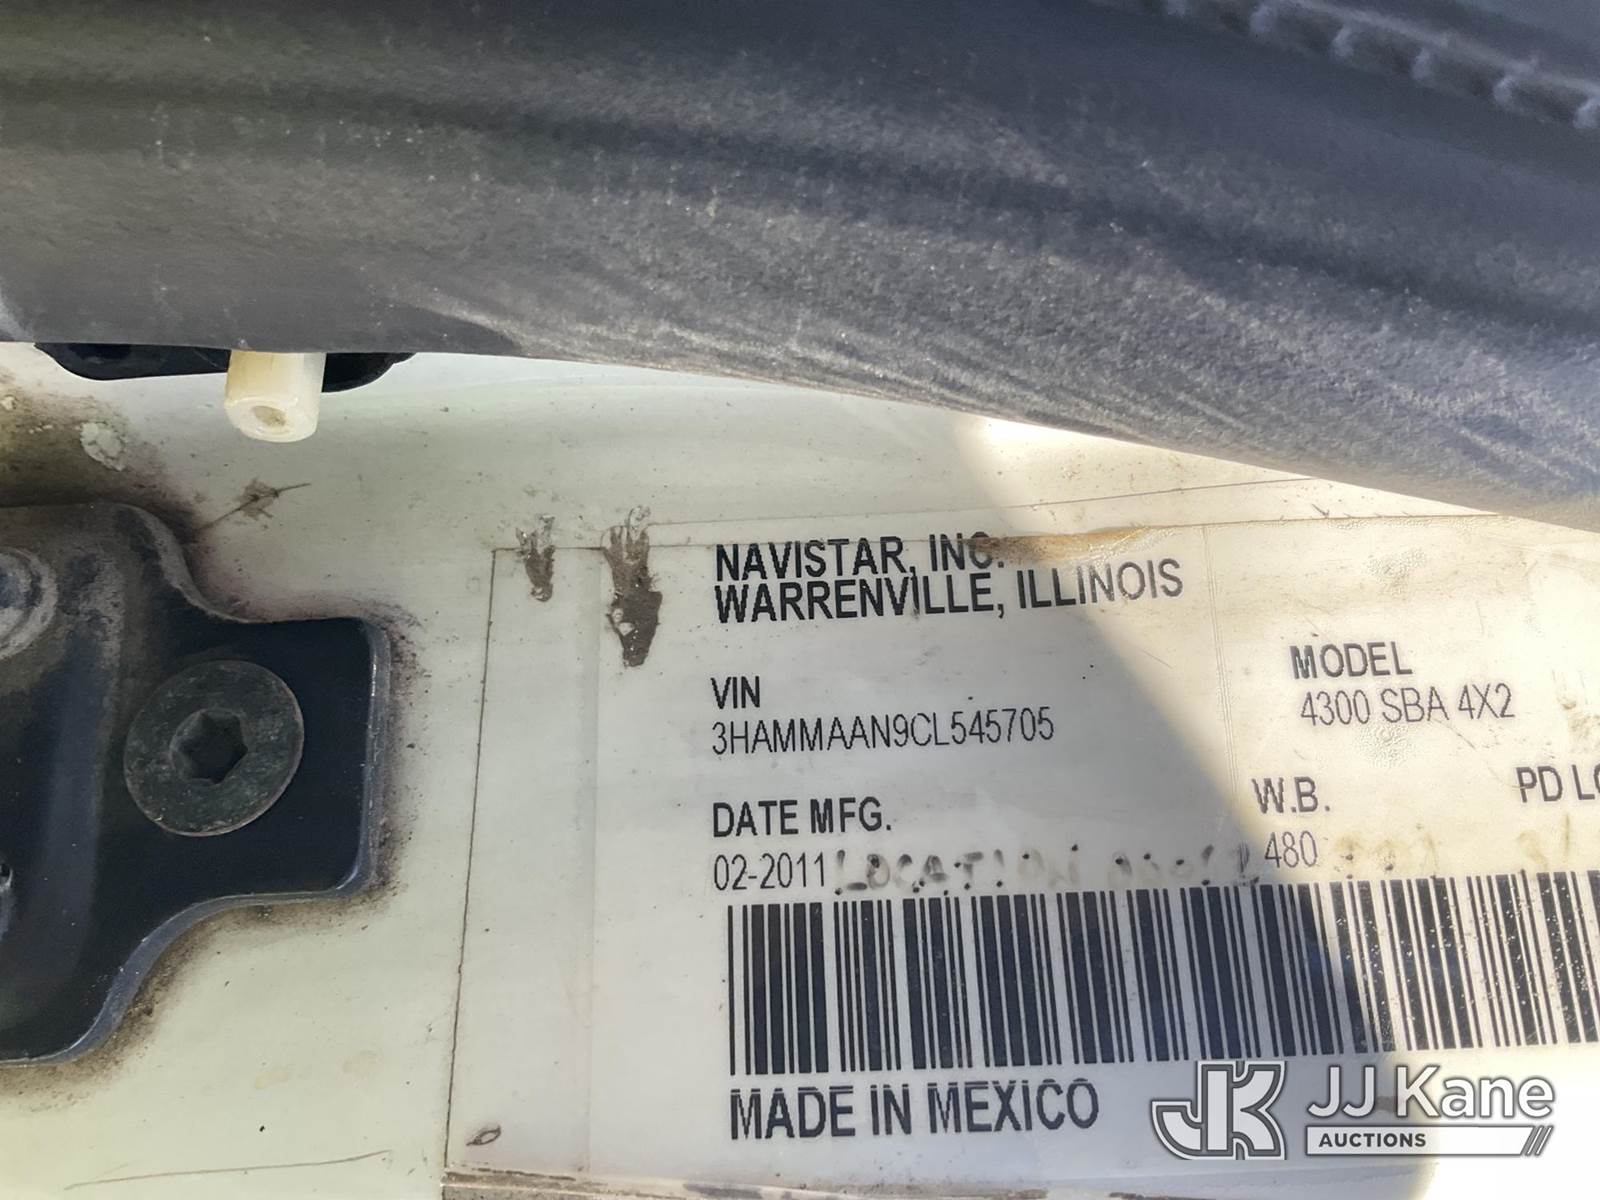 NAVISTAR, INC.
WARRENVILLE, ILLINOIS
VIN
3HAMMAAN9CL545705
MODEL
4300 SBA 4X2
DATE MFG.
02-2011
LOCATION
W.B.
480
PD
MADE IN MEXICO
JJ Kane
AUCTIONS